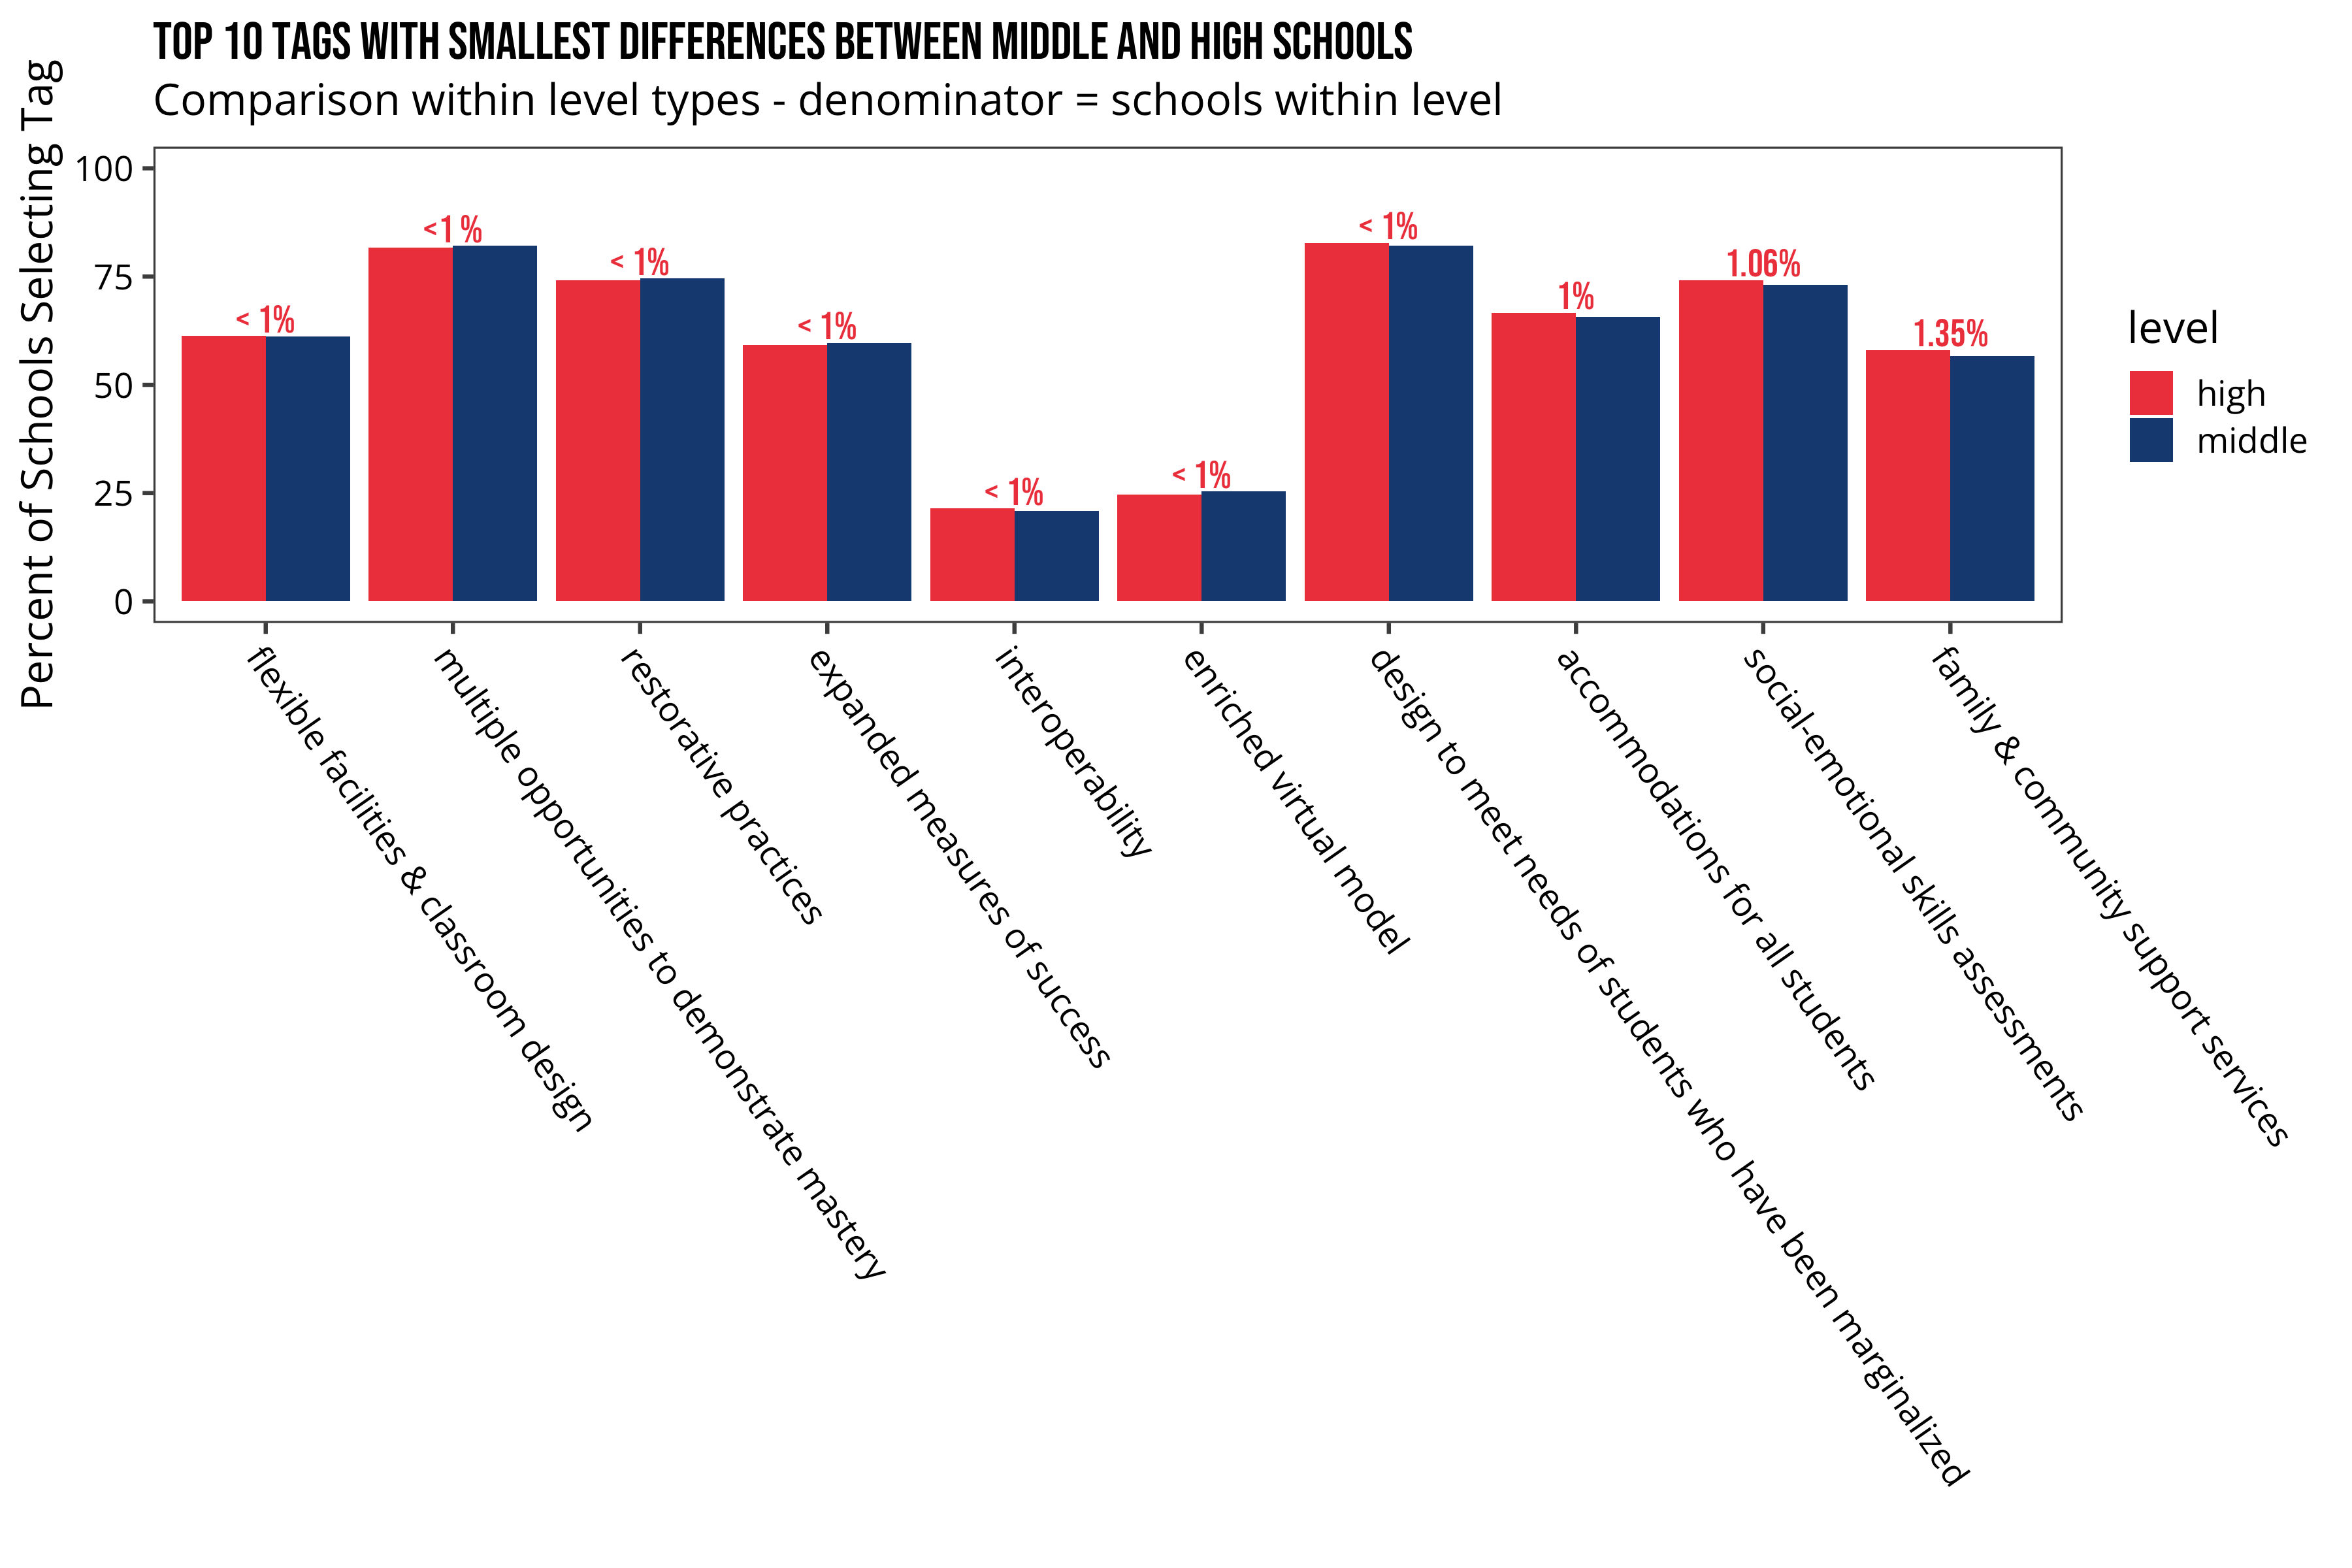 TOP 10 TAGS WITH SMALLEST DIFFERENCES BETWEEN MIDDLE AND HIGH SCHOOLS
Comparison within level types - denominator = schools within level
Percent of Schools Selecting Tag
100
75
50
25
0
< 1%
<1 %
< 1%
< 1%
< 1%
< 1%
< 1%
1%
1.06%
1.35%
level
high
middle
flexible facilities & classroom design
multiple opportunities to demonstrate mastery
restorative practices
expanded measures of success
interoperability
enriched virtual model
design to meet needs of students who have been marginalized
accommodations for all students
social-emotional skills assessments
family & community support services